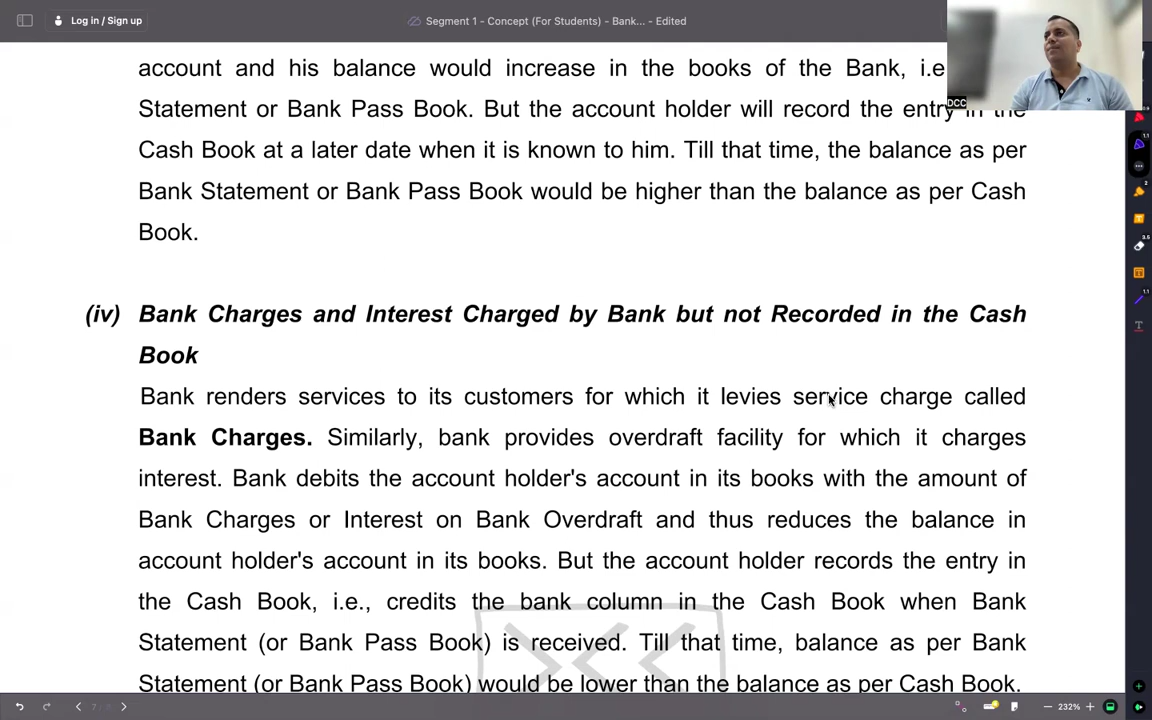 Log in / Sign up
Segment 1 - Concept (For Students) - Bank... - Edited
account and his balance would increase in the books of the Bank, i.e
Statement or Bank Pass Book. But the account holder will record the entry in the
DCC
Cash Book at a later date when it is known to him. Till that time, the balance as per
Bank Statement or Bank Pass Book would be higher than the balance as per Cash
Book.
(iv) Bank Charges and Interest Charged by Bank but not Recorded in the Cash
Book
Bank renders services to its customers for which it levies service charge called
Bank Charges. Similarly, bank provides overdraft facility for which it charges
interest. Bank debits the account holder's account in its books with the amount of
Bank Charges or Interest on Bank Overdraft and thus reduces the balance in
account holder's account in its books. But the account holder records the entry in
the Cash Book, i.e., credits the bank column in the Cash Book when Bank
Statement (or Bank Pass Book) is received. Till that time, balance as per Bank
Statement (or Bank Pass Book) would be lower than the balance as per Cash Book.
232%